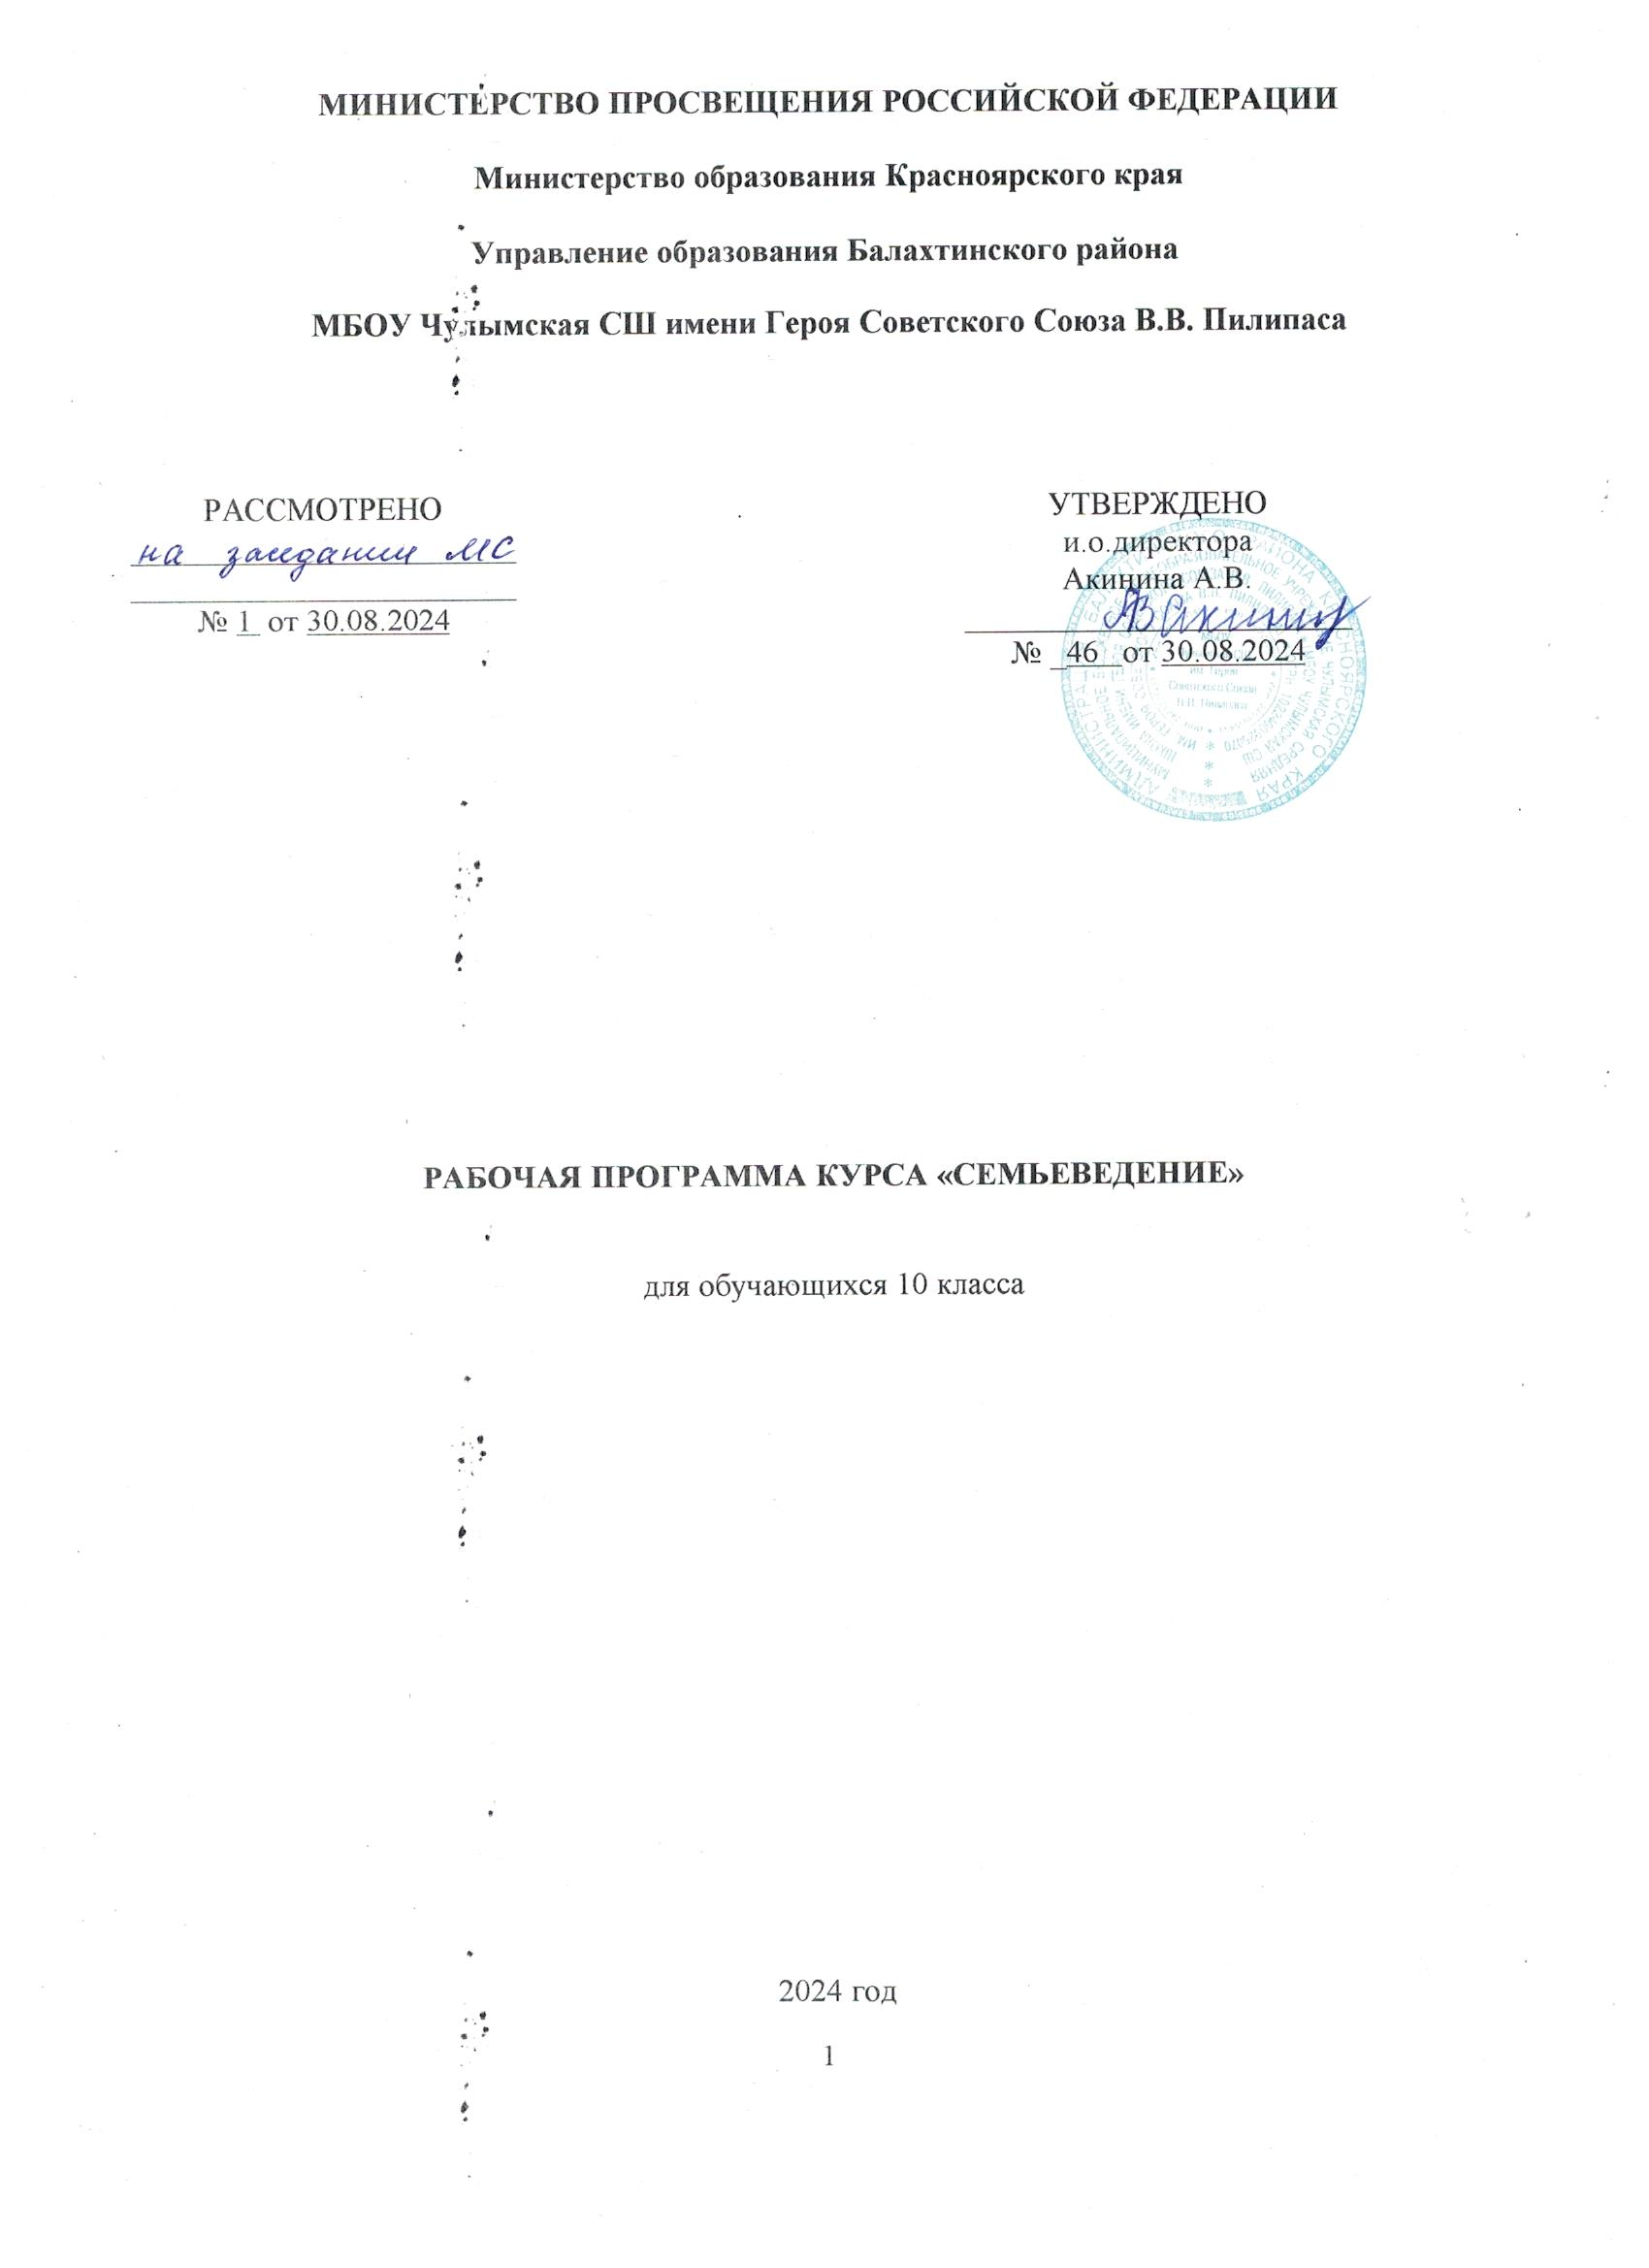 МИНИСТЕРСТВО ПРОСВЕЩЕНИЯ РОССИЙСКОЙ ФЕДЕРАЦИИ
Министерство образования Красноярского края
Управление образования Балахтинского района
МБОУ Чулымская СШ имени Героя Советского Союза В.В. Пилипаса
РАССМОТРЕНО
на заседании МС
№ 1 от 30.08.2024
УТВЕРЖДЕНО
и.о.директора
Акинина А.В.
АВАкинину
№ 46 от 30.08.2024
РАБОЧАЯ ПРОГРАММА КУРСА «СЕМЬЕВЕДЕНИЕ»
для обучающихся 10 класса
2024 год
1